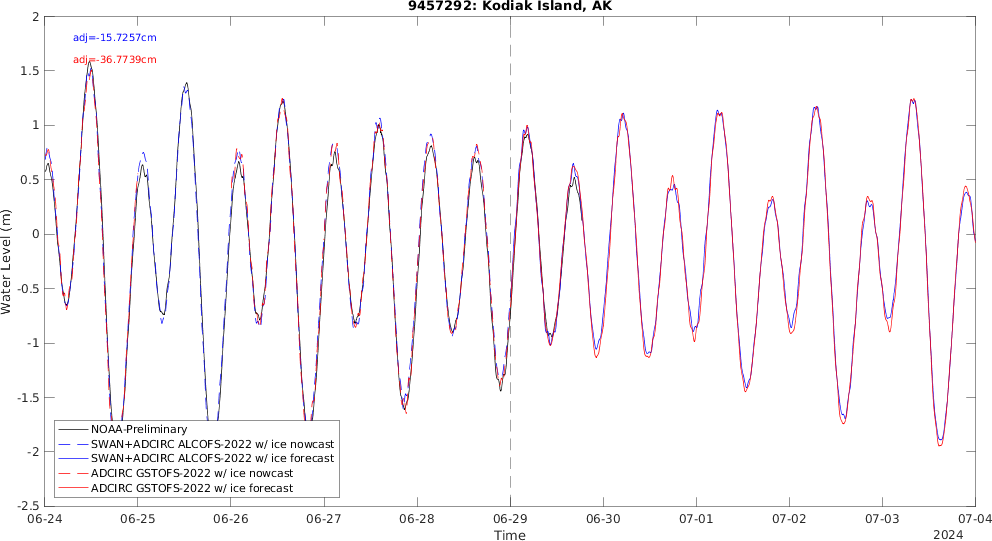 9457292: Kodiak Island, AK
2
adj=-15.7257cm
adj=-36.7739cm
1.5
1
0.5
0
-0.5
-1
-1.5
-2
-2.5
Water Level (m)
NOAA-Preliminary
SWAN+ADCIRC ALCOFS-2022 w/ ice nowcast
SWAN+ADCIRC ALCOFS-2022 w/ ice forecast
ADCIRC GSTOFS-2022 w/ ice nowcast
ADCIRC GSTOFS-2022 w/ ice forecast
06-24 06-25 06-26 06-27 06-28 06-29 06-30 07-01 07-02 07-03 07-04
Time
2024